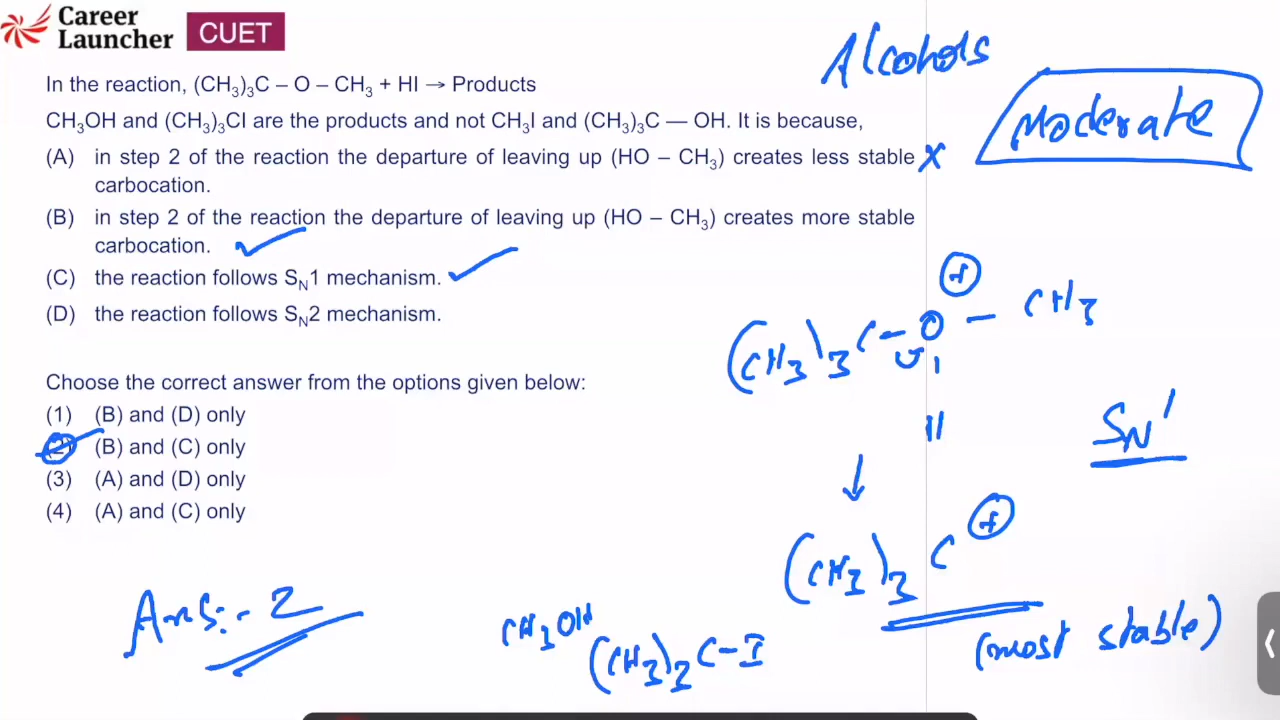 Career
Launcher
CUET
In the reaction, (CH₃)₃C – O – CH₃ + HI → Products
CH₃OH and (CH₃)₃CI are the products and not CH₃I and (CH₃)₃C — OH. It is because,
(A) in step 2 of the reaction the departure of leaving up (HO – CH₃) creates less stable
carbocation.
(B) in step 2 of the reaction the departure of leaving up (HO – CH₃) creates more stable
carbocation.
(C) the reaction follows Sₙ1 mechanism.
(D) the reaction follows Sₙ2 mechanism.
Choose the correct answer from the options given below:
(1) (B) and (D) only
(2) (B) and (C) only
(3) (A) and (D) only
(4) (A) and (C) only
Alcohols
Moderate
(CH₃)₃C – O – CH₃
+
H
SN1
(CH₃)₃ C +
(most stable)
Ans:- 2
CH₃OH
(CH₃)₃ C – I